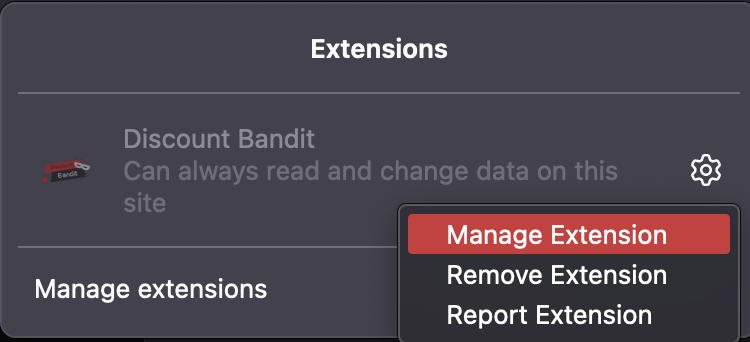 Extensions
Discount Bandit
Can always read and change data on this
site
Bandit
Manage Extension
Manage extensions
Remove Extension
Report Extension